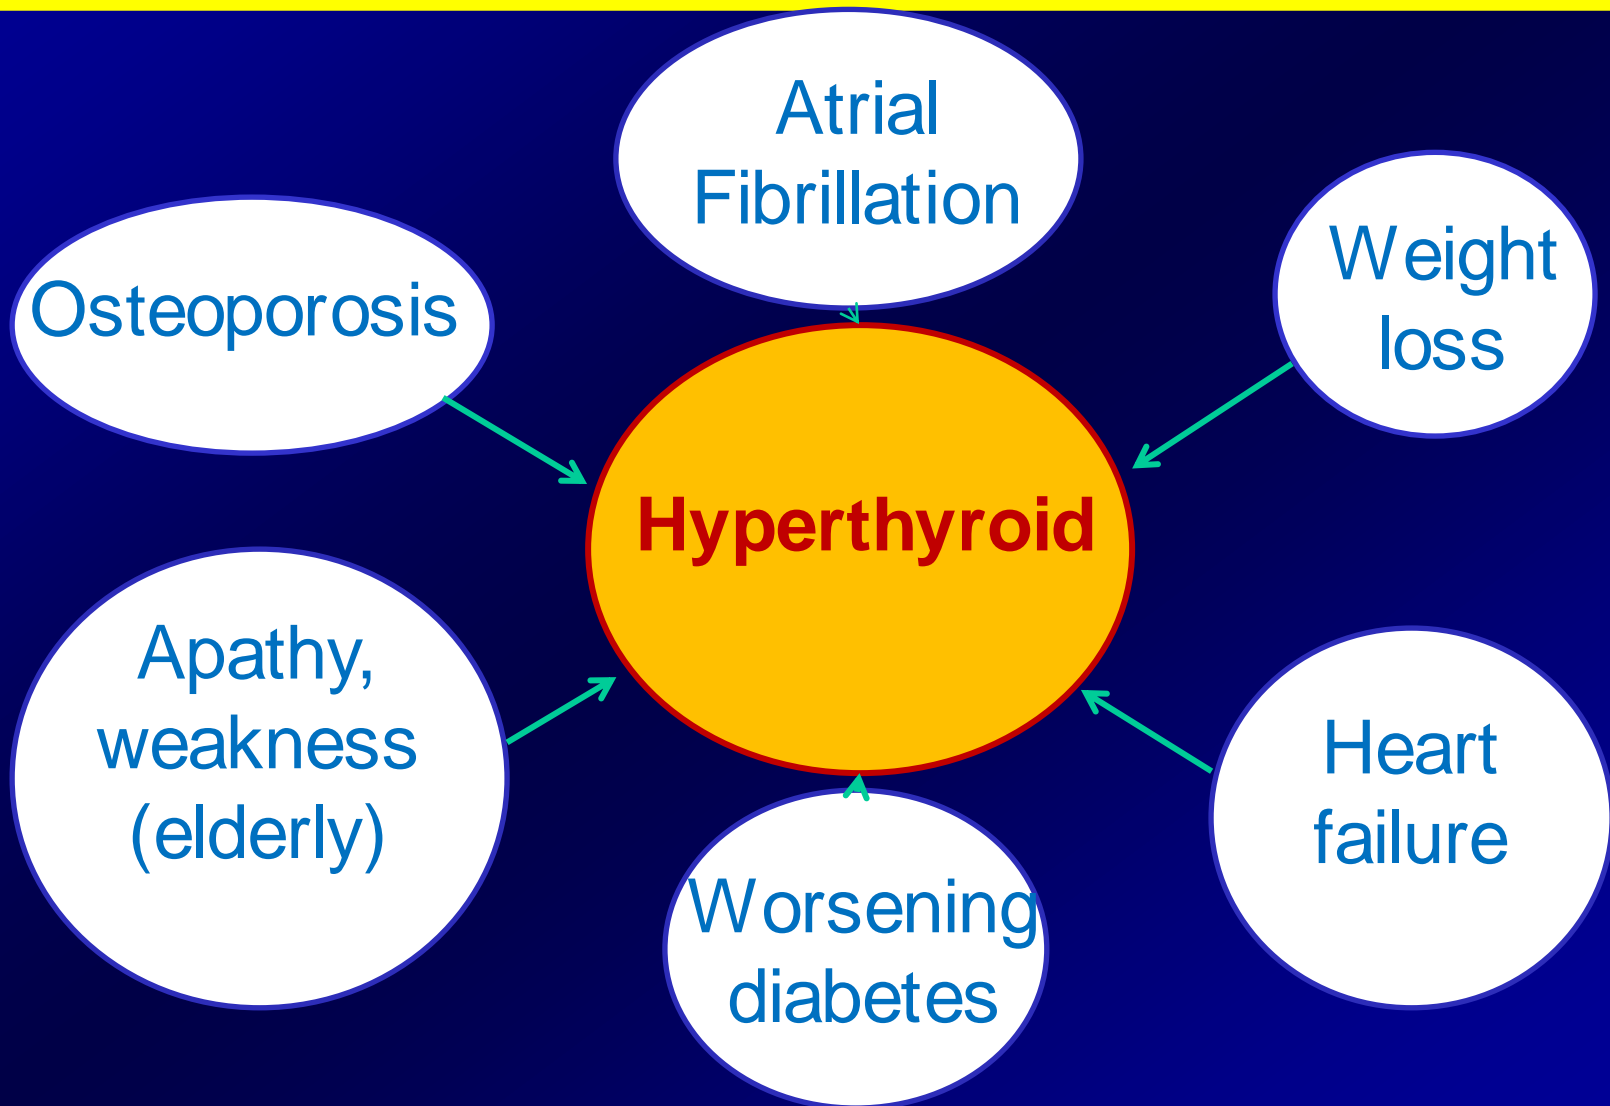 Atrial
Fibrillation
Osteoporosis
Weight
loss
Hyperthyroid
Apathy,
weakness
(elderly)
Heart
failure
Worsening
diabetes